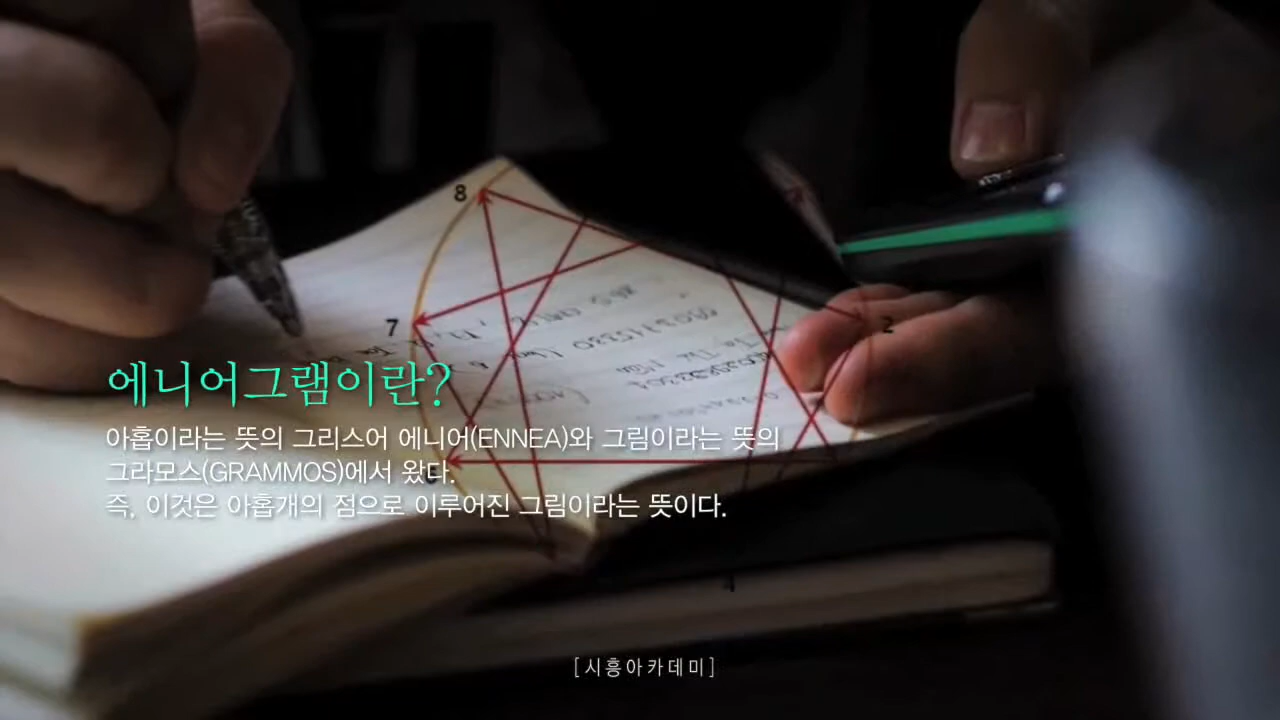 8
7
2
에니어그램이란?
아홉이라는 뜻의 그리스어 에니어(ENNEA)와 그림이라는 뜻의
그라모스(GRAMMOS)에서 왔다.
즉, 이것은 아홉개의 점으로 이루어진 그림이라는 뜻이다.
4
[시흥아카데미]